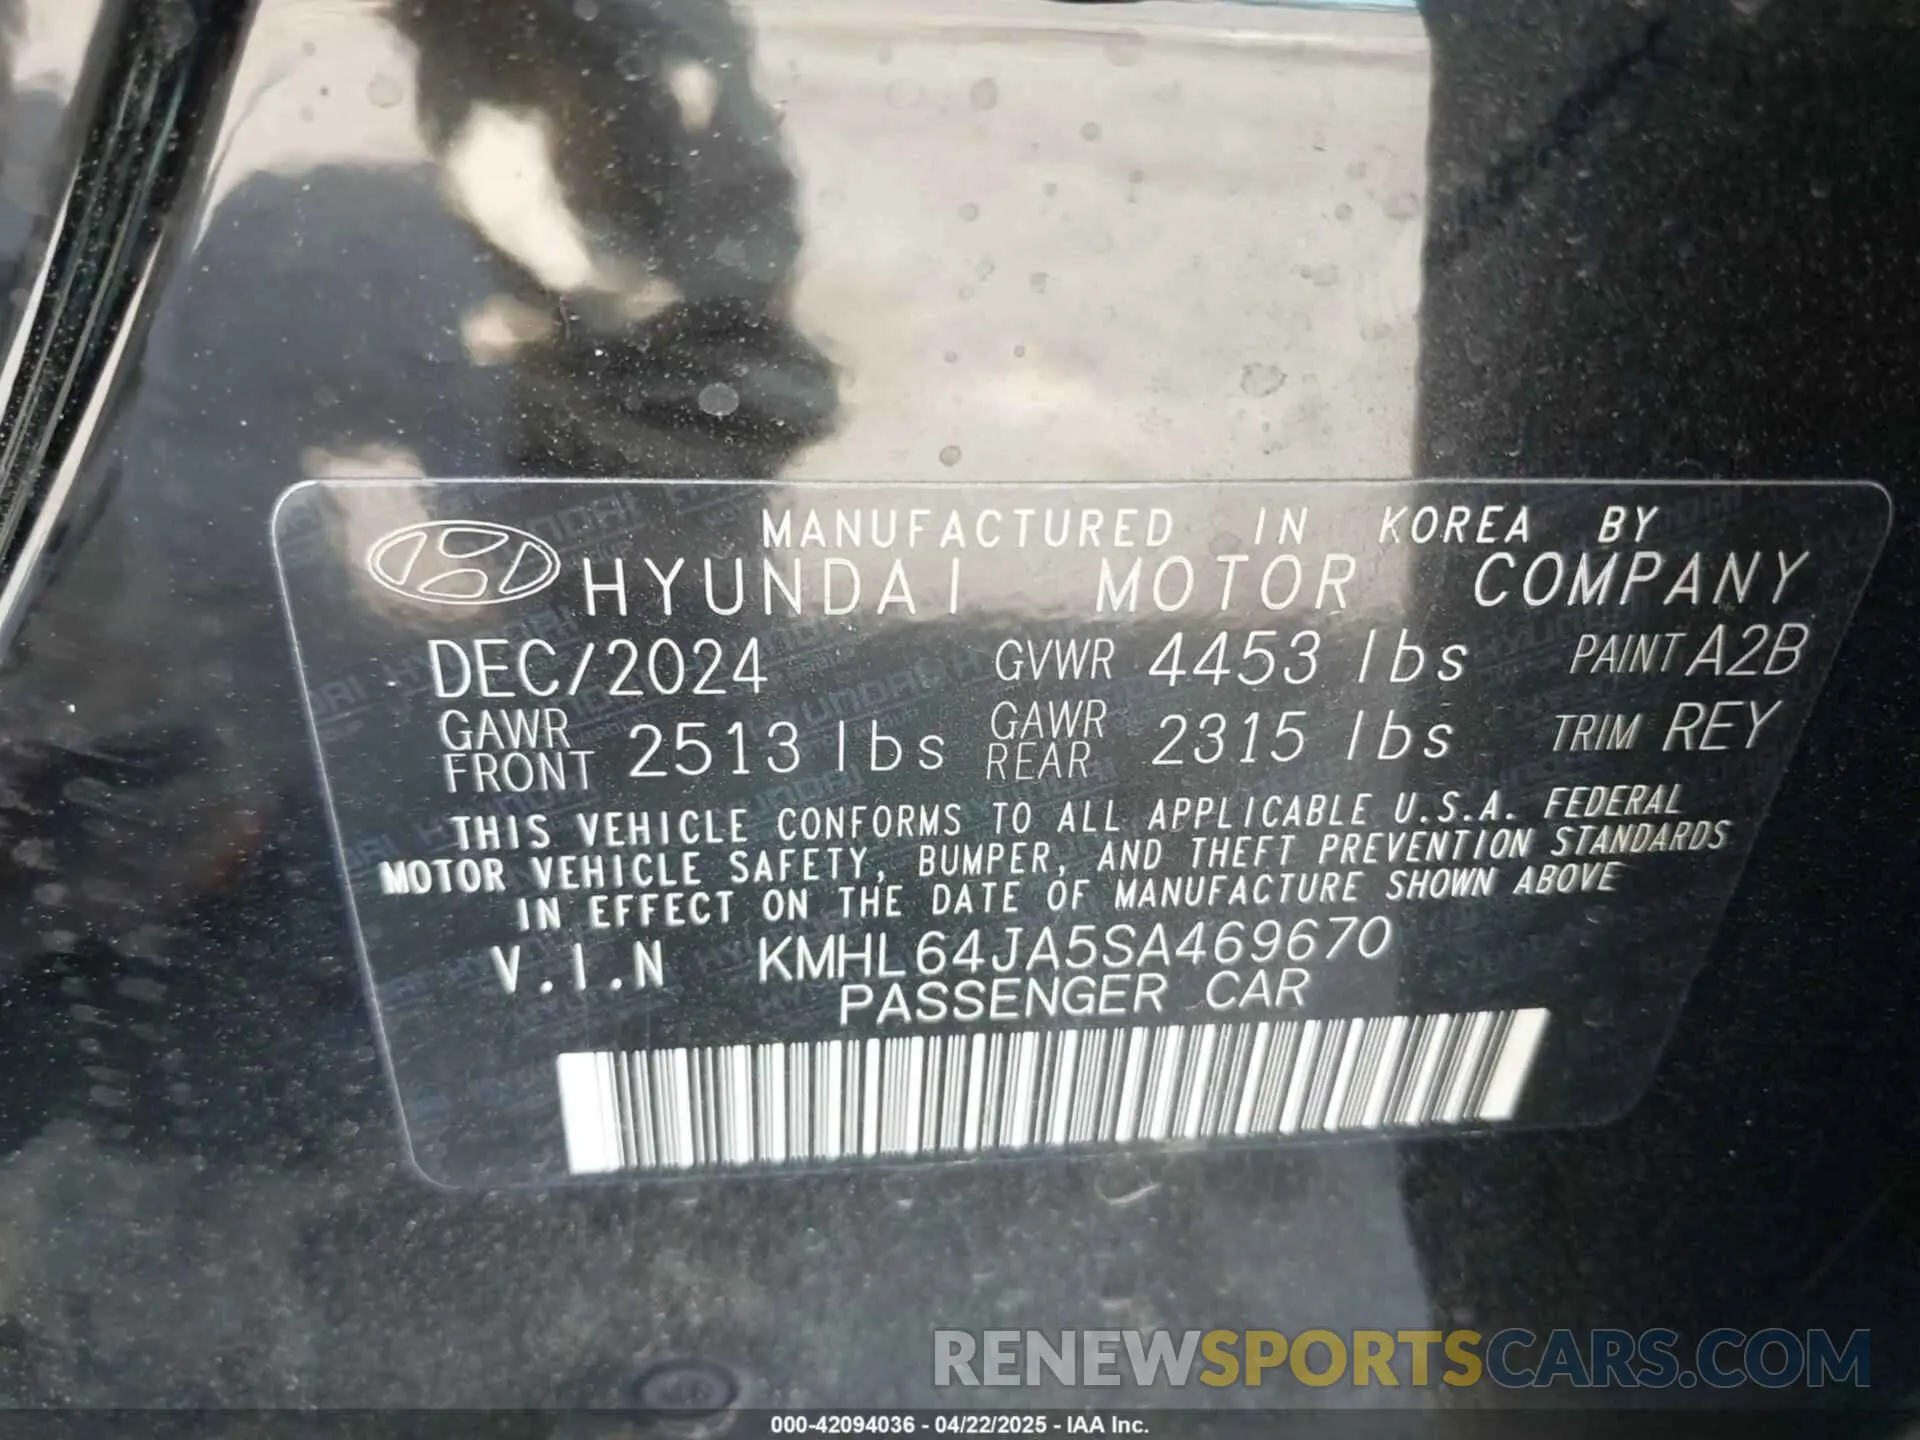 MANUFACTURED IN KOREA BY
HYUNDAI MOTOR COMPANY
DEC/2024 GVWR 4453 lbs PAINT A2B
GAWR FRONT 2513 lbs GAWR REAR 2315 lbs TRIM REY
THIS VEHICLE CONFORMS TO ALL APPLICABLE U.S.A. FEDERAL
MOTOR VEHICLE SAFETY, BUMPER, AND THEFT PREVENTION STANDARDS
IN EFFECT ON THE DATE OF MANUFACTURE SHOWN ABOVE
V.I.N KMHL64JA5SA469670
PASSENGER CAR
RENEWSPORTSCARS.COM
000-42094036 - 04/22/2025 - IAA Inc.